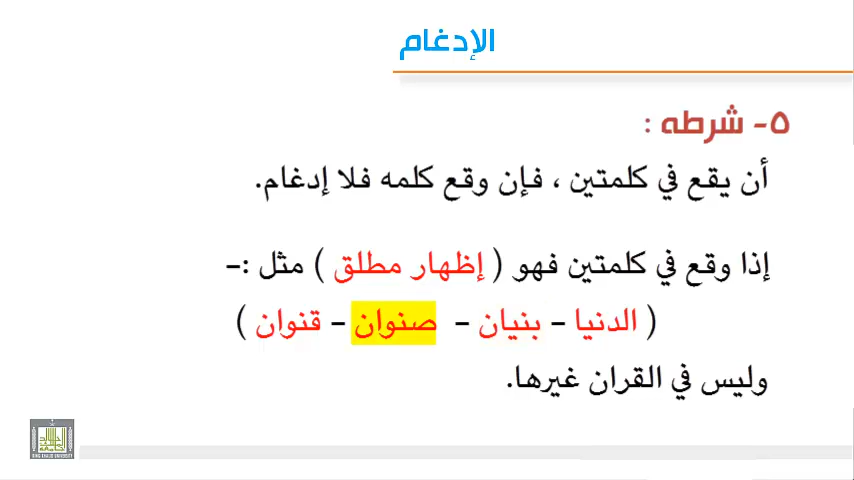 الإدغام
٥- شرطه :
أن يقع في كلمتين ، فإن وقع كلمه فلا إدغام.
إذا وقع في كلمتين فهو ( إظهار مطلق ) مثل :–
( الدنيا – بنيان – صنوان – قنوان )
وليس في القران غيرها.